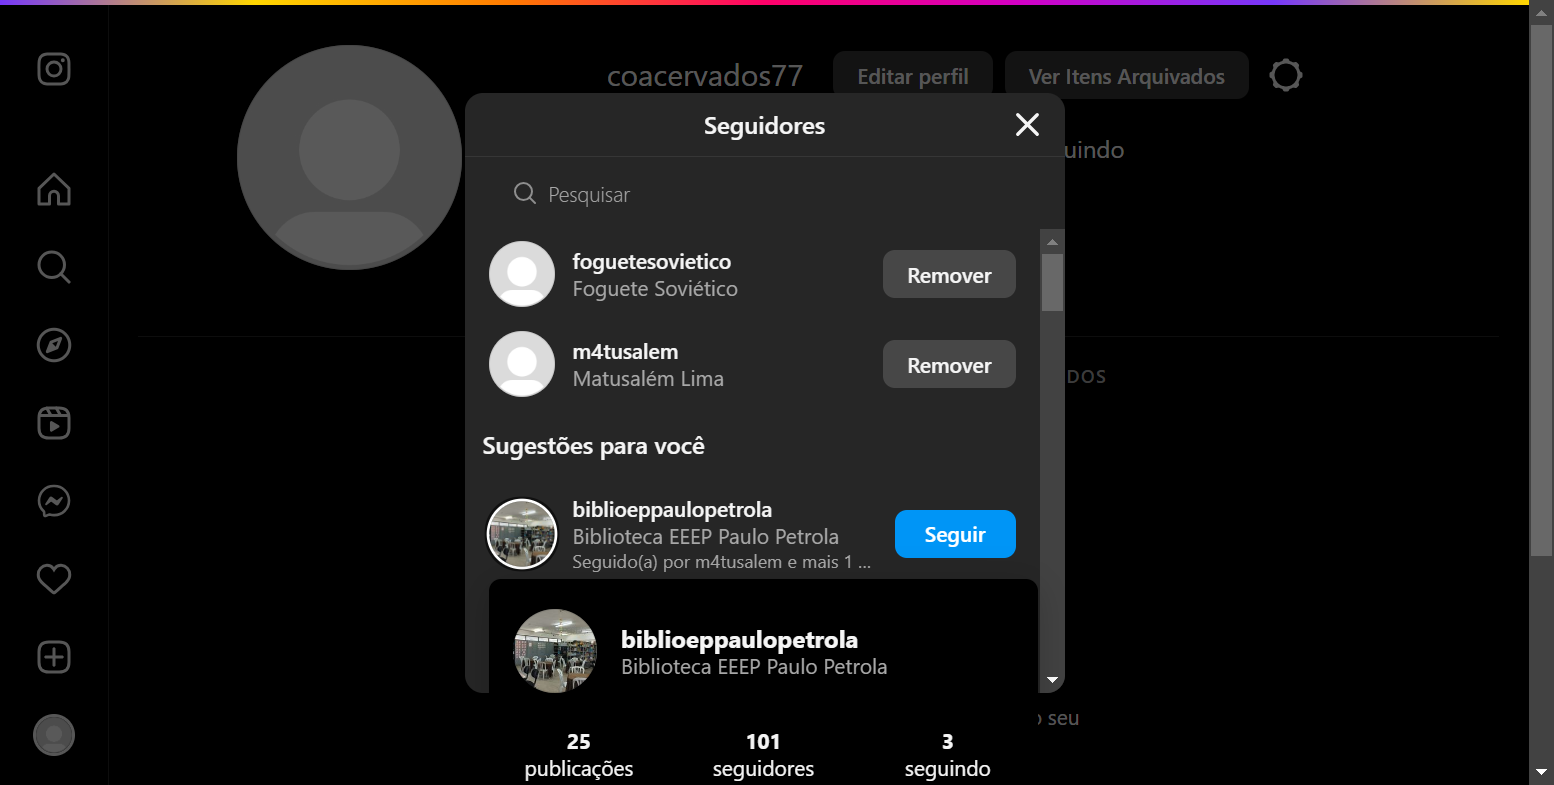 coacervados77
Editar perfil
Ver Itens Arquivados
Seguidores
uindo
Pesquisar
foguetesovietico
Foguete Soviético
Remover
m4tusalem
Matusalém Lima
Remover
DOS
Sugestões para você
biblioeppaulopetrola
Biblioteca EEEP Paulo Petrola
Seguido(a) por m4tusalem e mais 1 ...
Seguir
biblioeppaulopetrola
Biblioteca EEEP Paulo Petrola
o seu
25
publicações
101
seguidores
3
seguindo